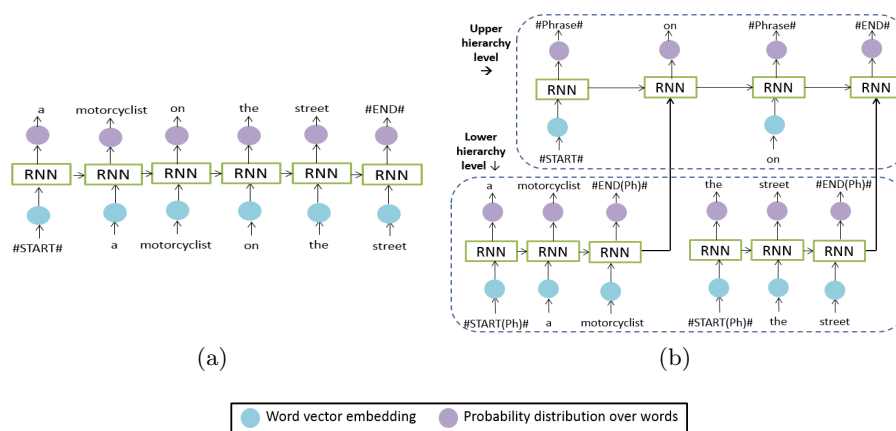 a motorcyclist on the street #END#
RNN RNN RNN RNN RNN RNN
#START# a motorcyclist on the street
(a)
Upper
hierarchy
level
#Phrase# on #Phrase# #END#
RNN RNN RNN RNN
#START# on
Lower
hierarchy
level
a motorcyclist #END(Ph)# the street #END(Ph)#
RNN RNN RNN RNN RNN RNN
#START(Ph)# a motorcyclist #START(Ph)# the street
(b)
Word vector embedding Probability distribution over words